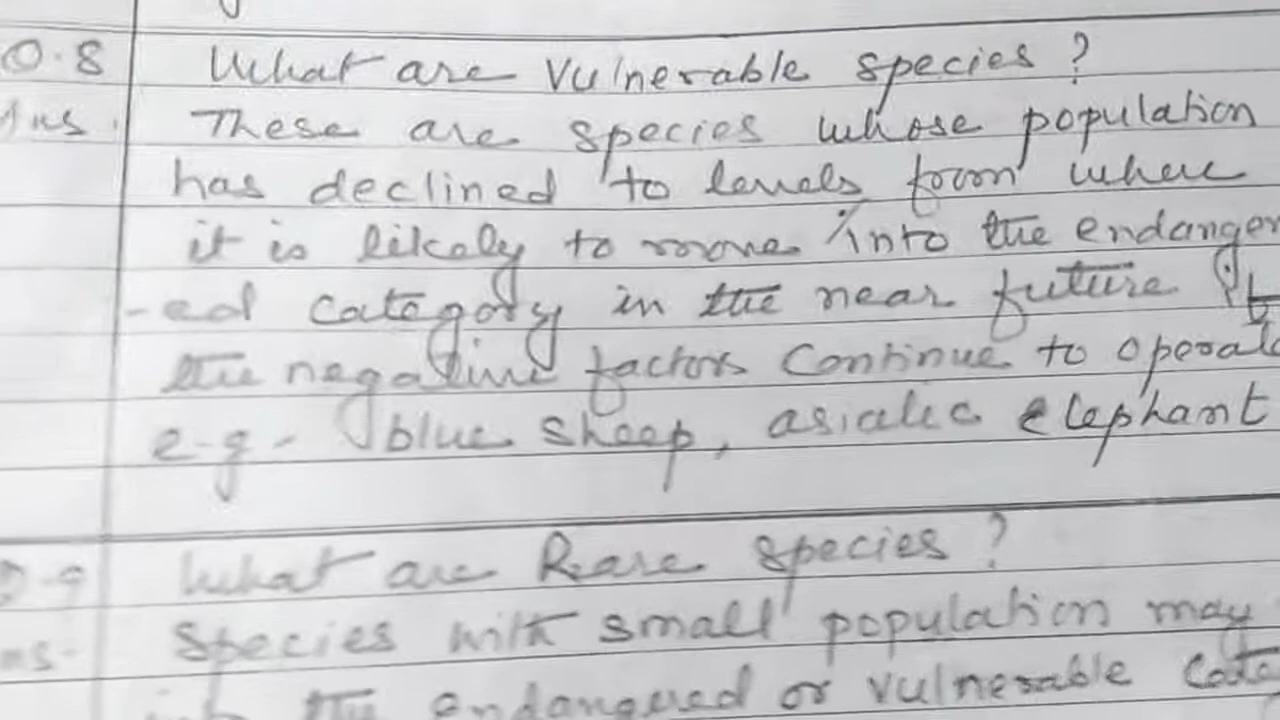 Q.8 What are Vulnerable species ?
Ans. These are species whose population
has declined to levels from where
it is likely to move into the endanger
-ed category in the near future If
the negative factors continue to operate
e.g. blue sheep, asiatic elephant
Q.9 What are Rare species ?
Ans- Species with small population may
the endangered or vulnerable